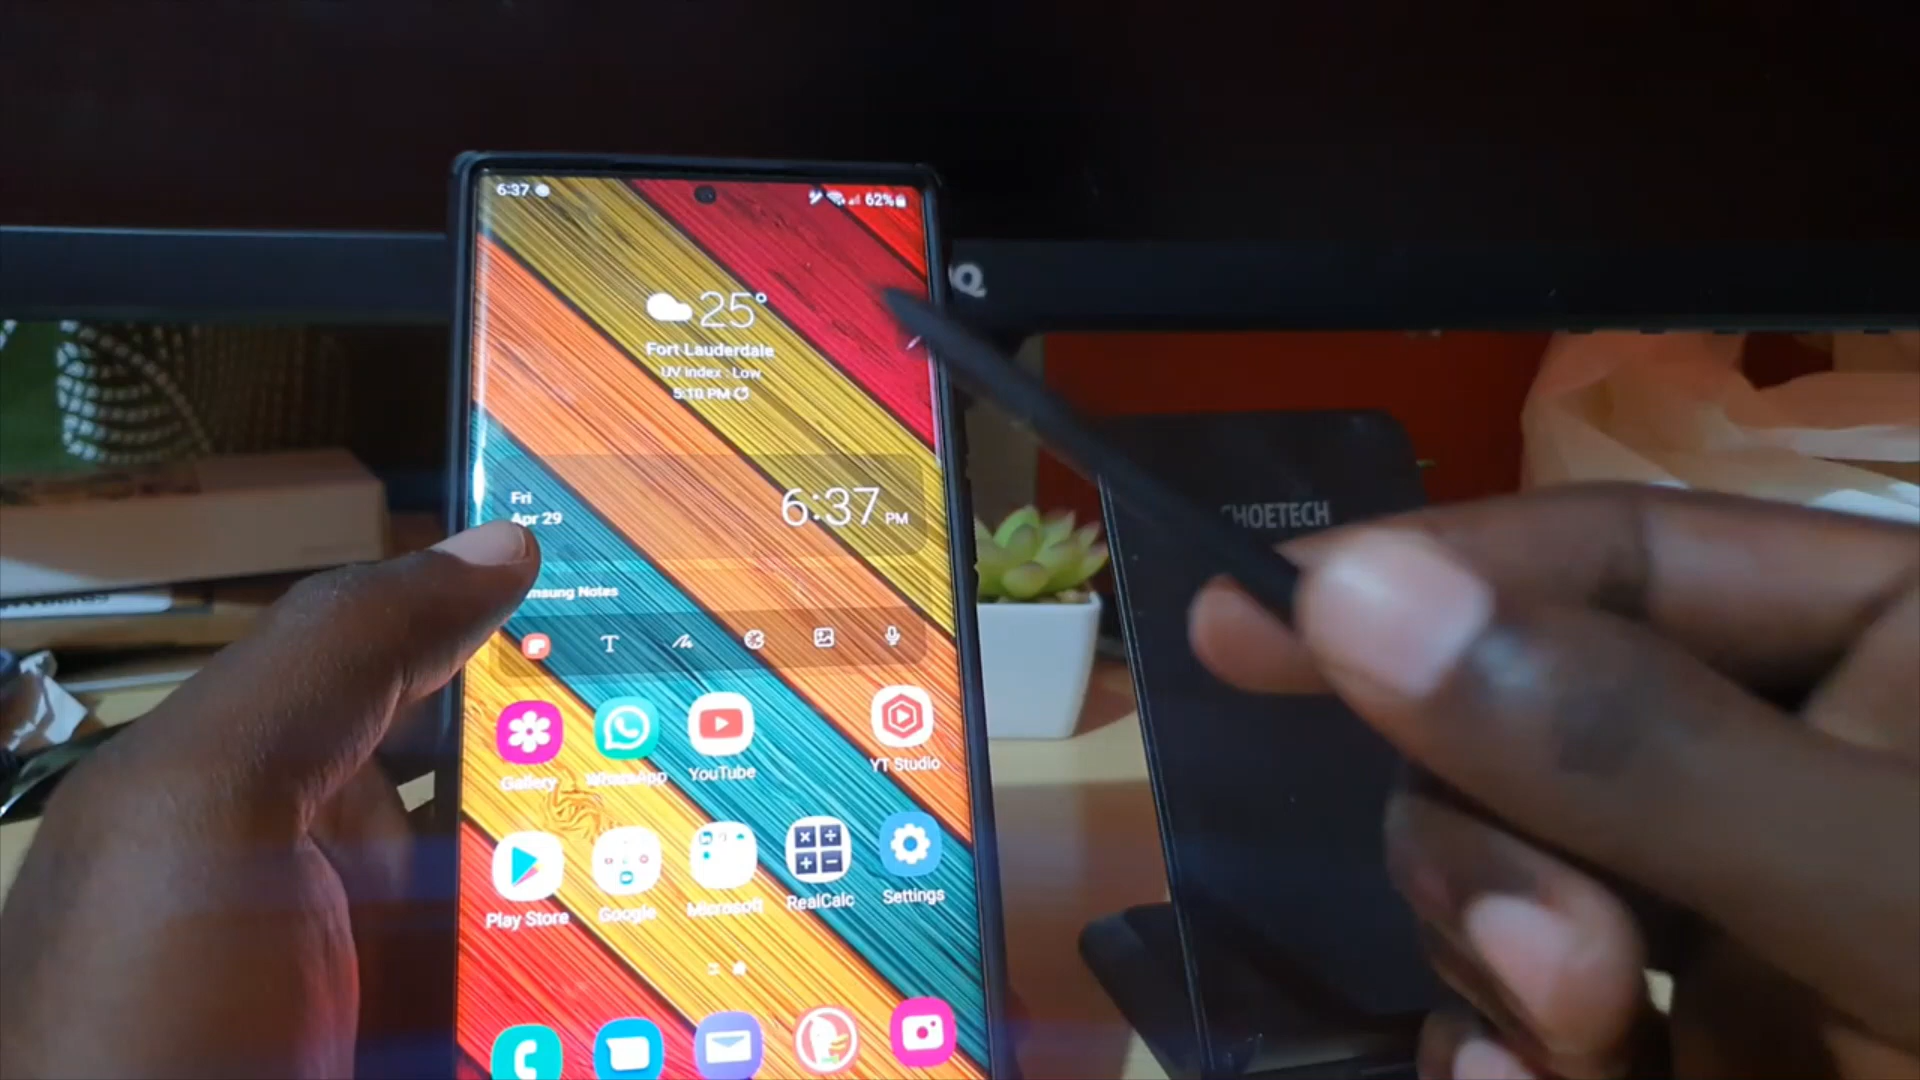 6:37
62%
25°
Fort Lauderdale
UV index : Low
5:10 PM
Fri
Apr 29
6:37 PM
msung Notes
T
Gallery
WhatsApp
YouTube
YT Studio
Play Store
Google
Microsoft
RealCalc
Settings
Q
CHOETECH